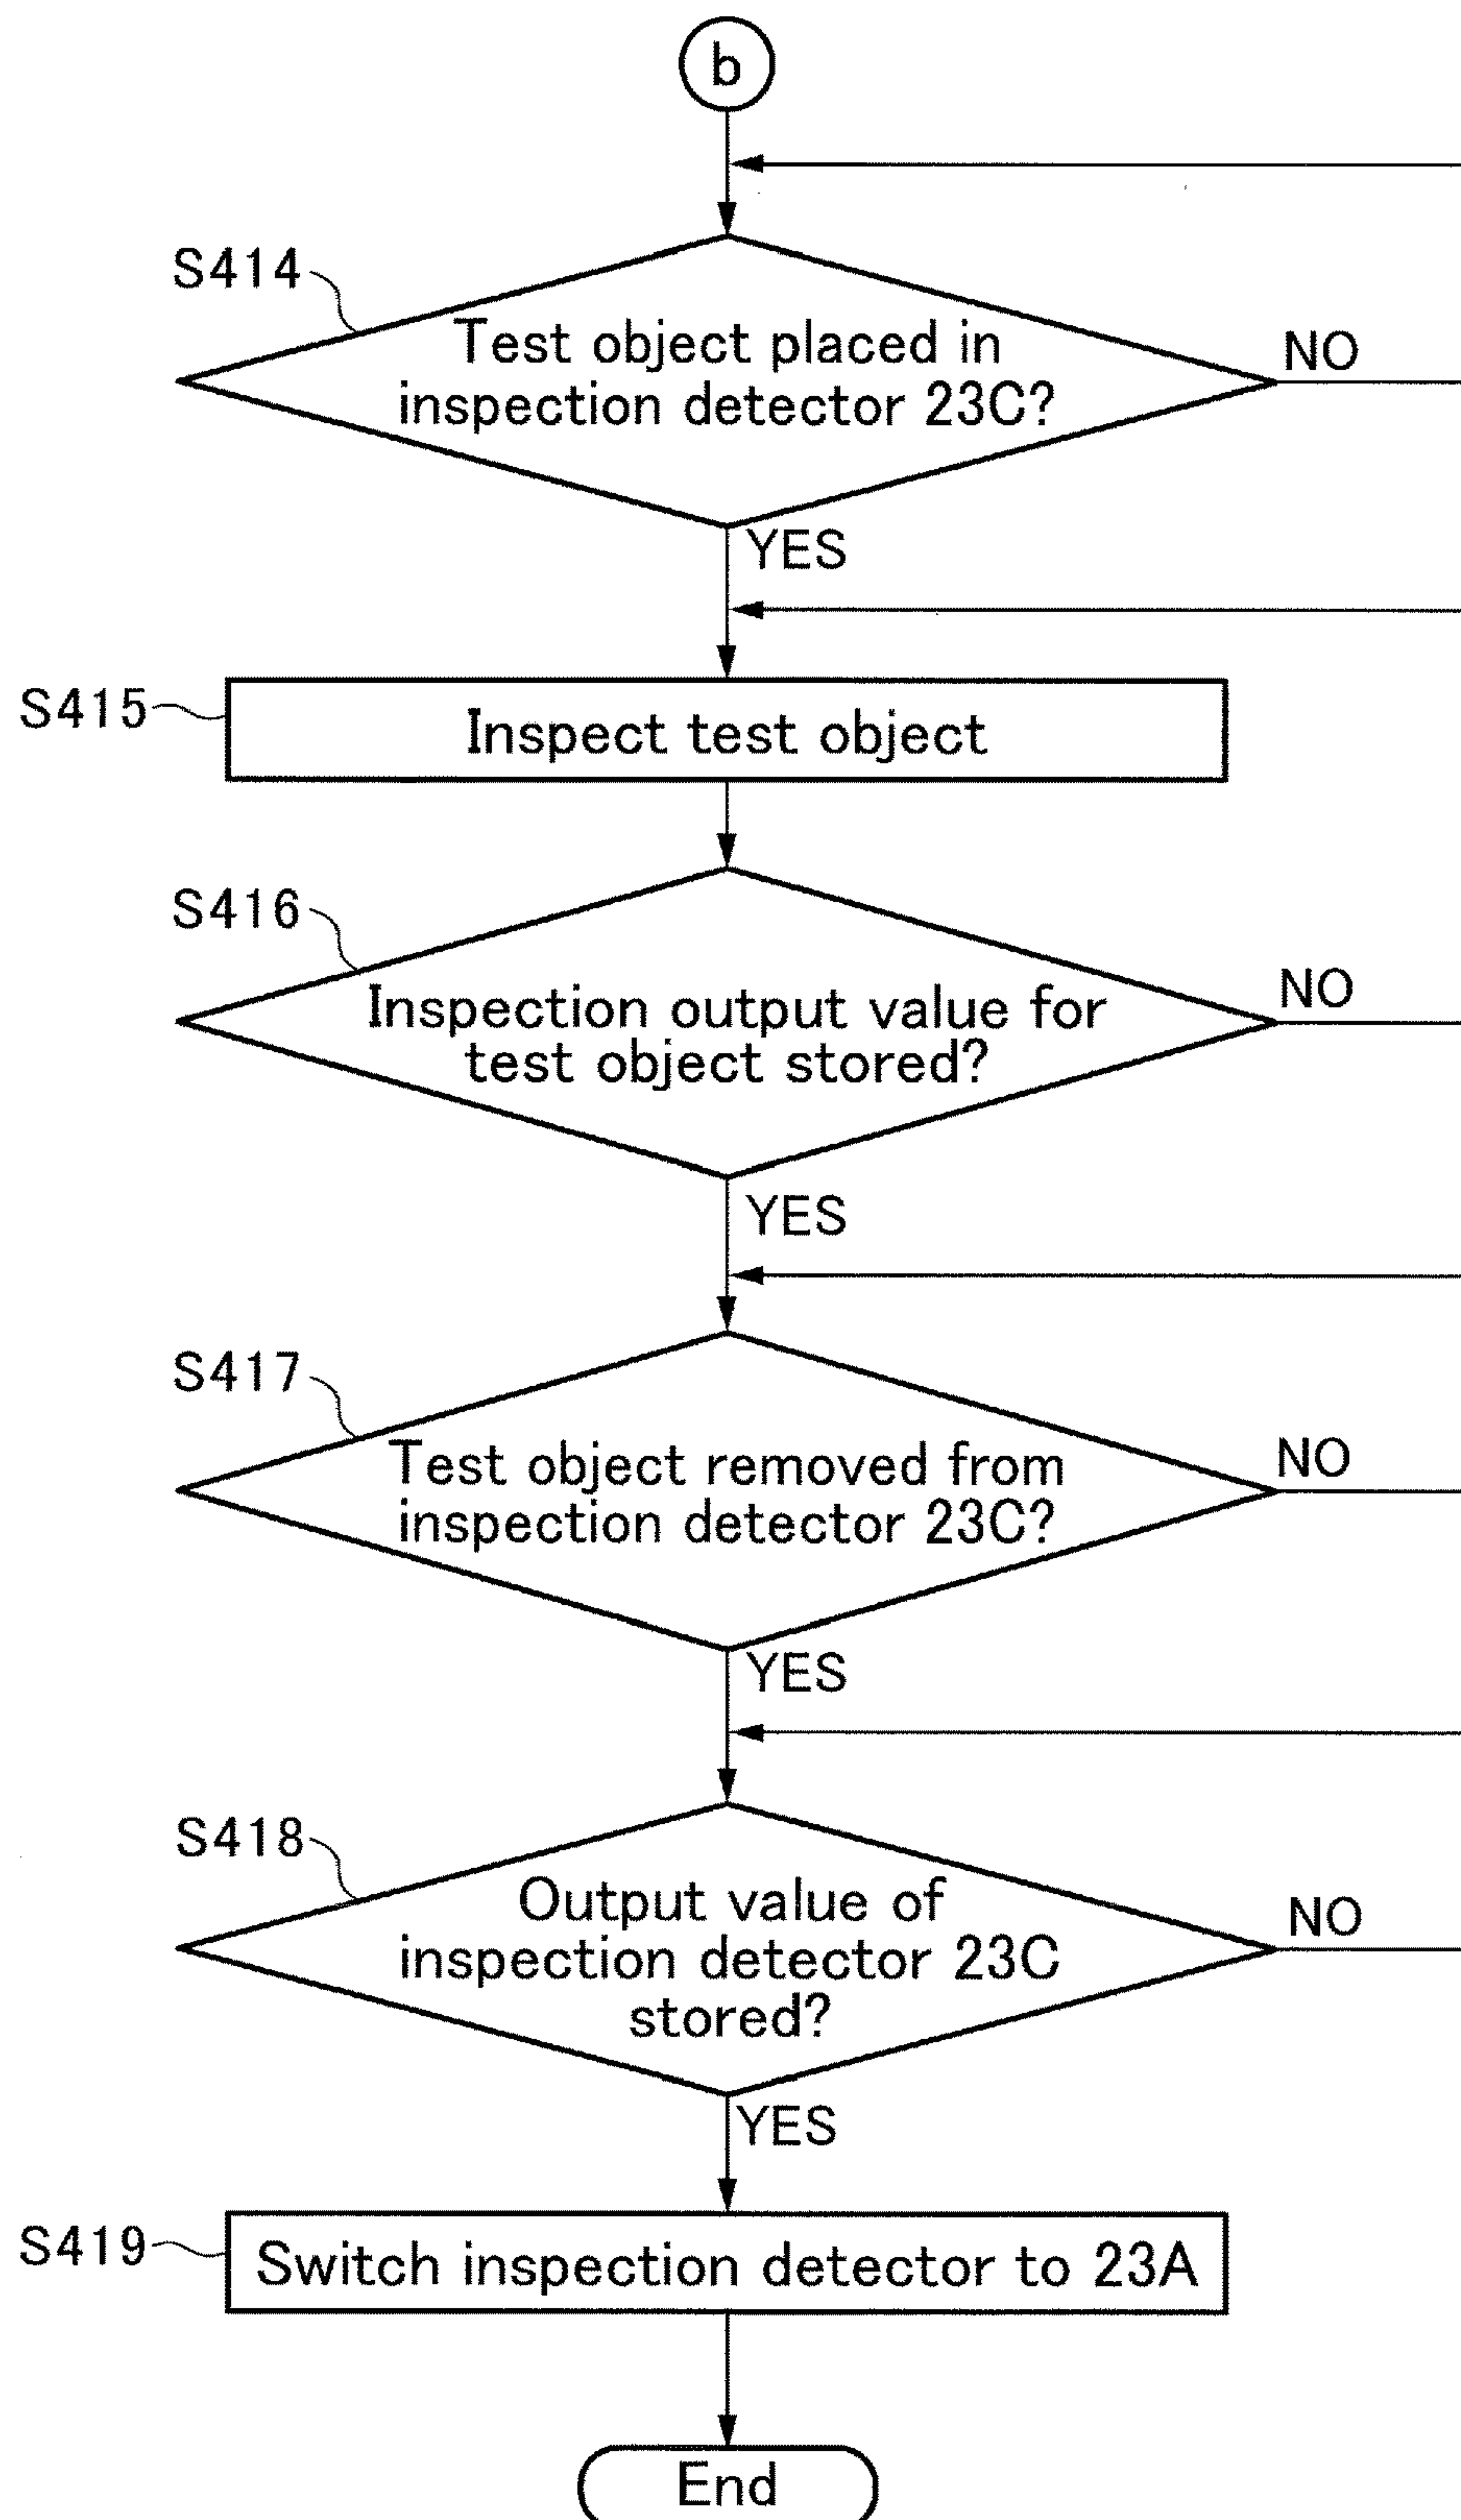 b
S414
Test object placed in
inspection detector 23C?
NO
YES
S415
Inspect test object
S416
Inspection output value for
test object stored?
NO
YES
S417
Test object removed from
inspection detector 23C?
NO
YES
S418
Output value of
inspection detector 23C
stored?
NO
YES
S419
Switch inspection detector to 23A
End